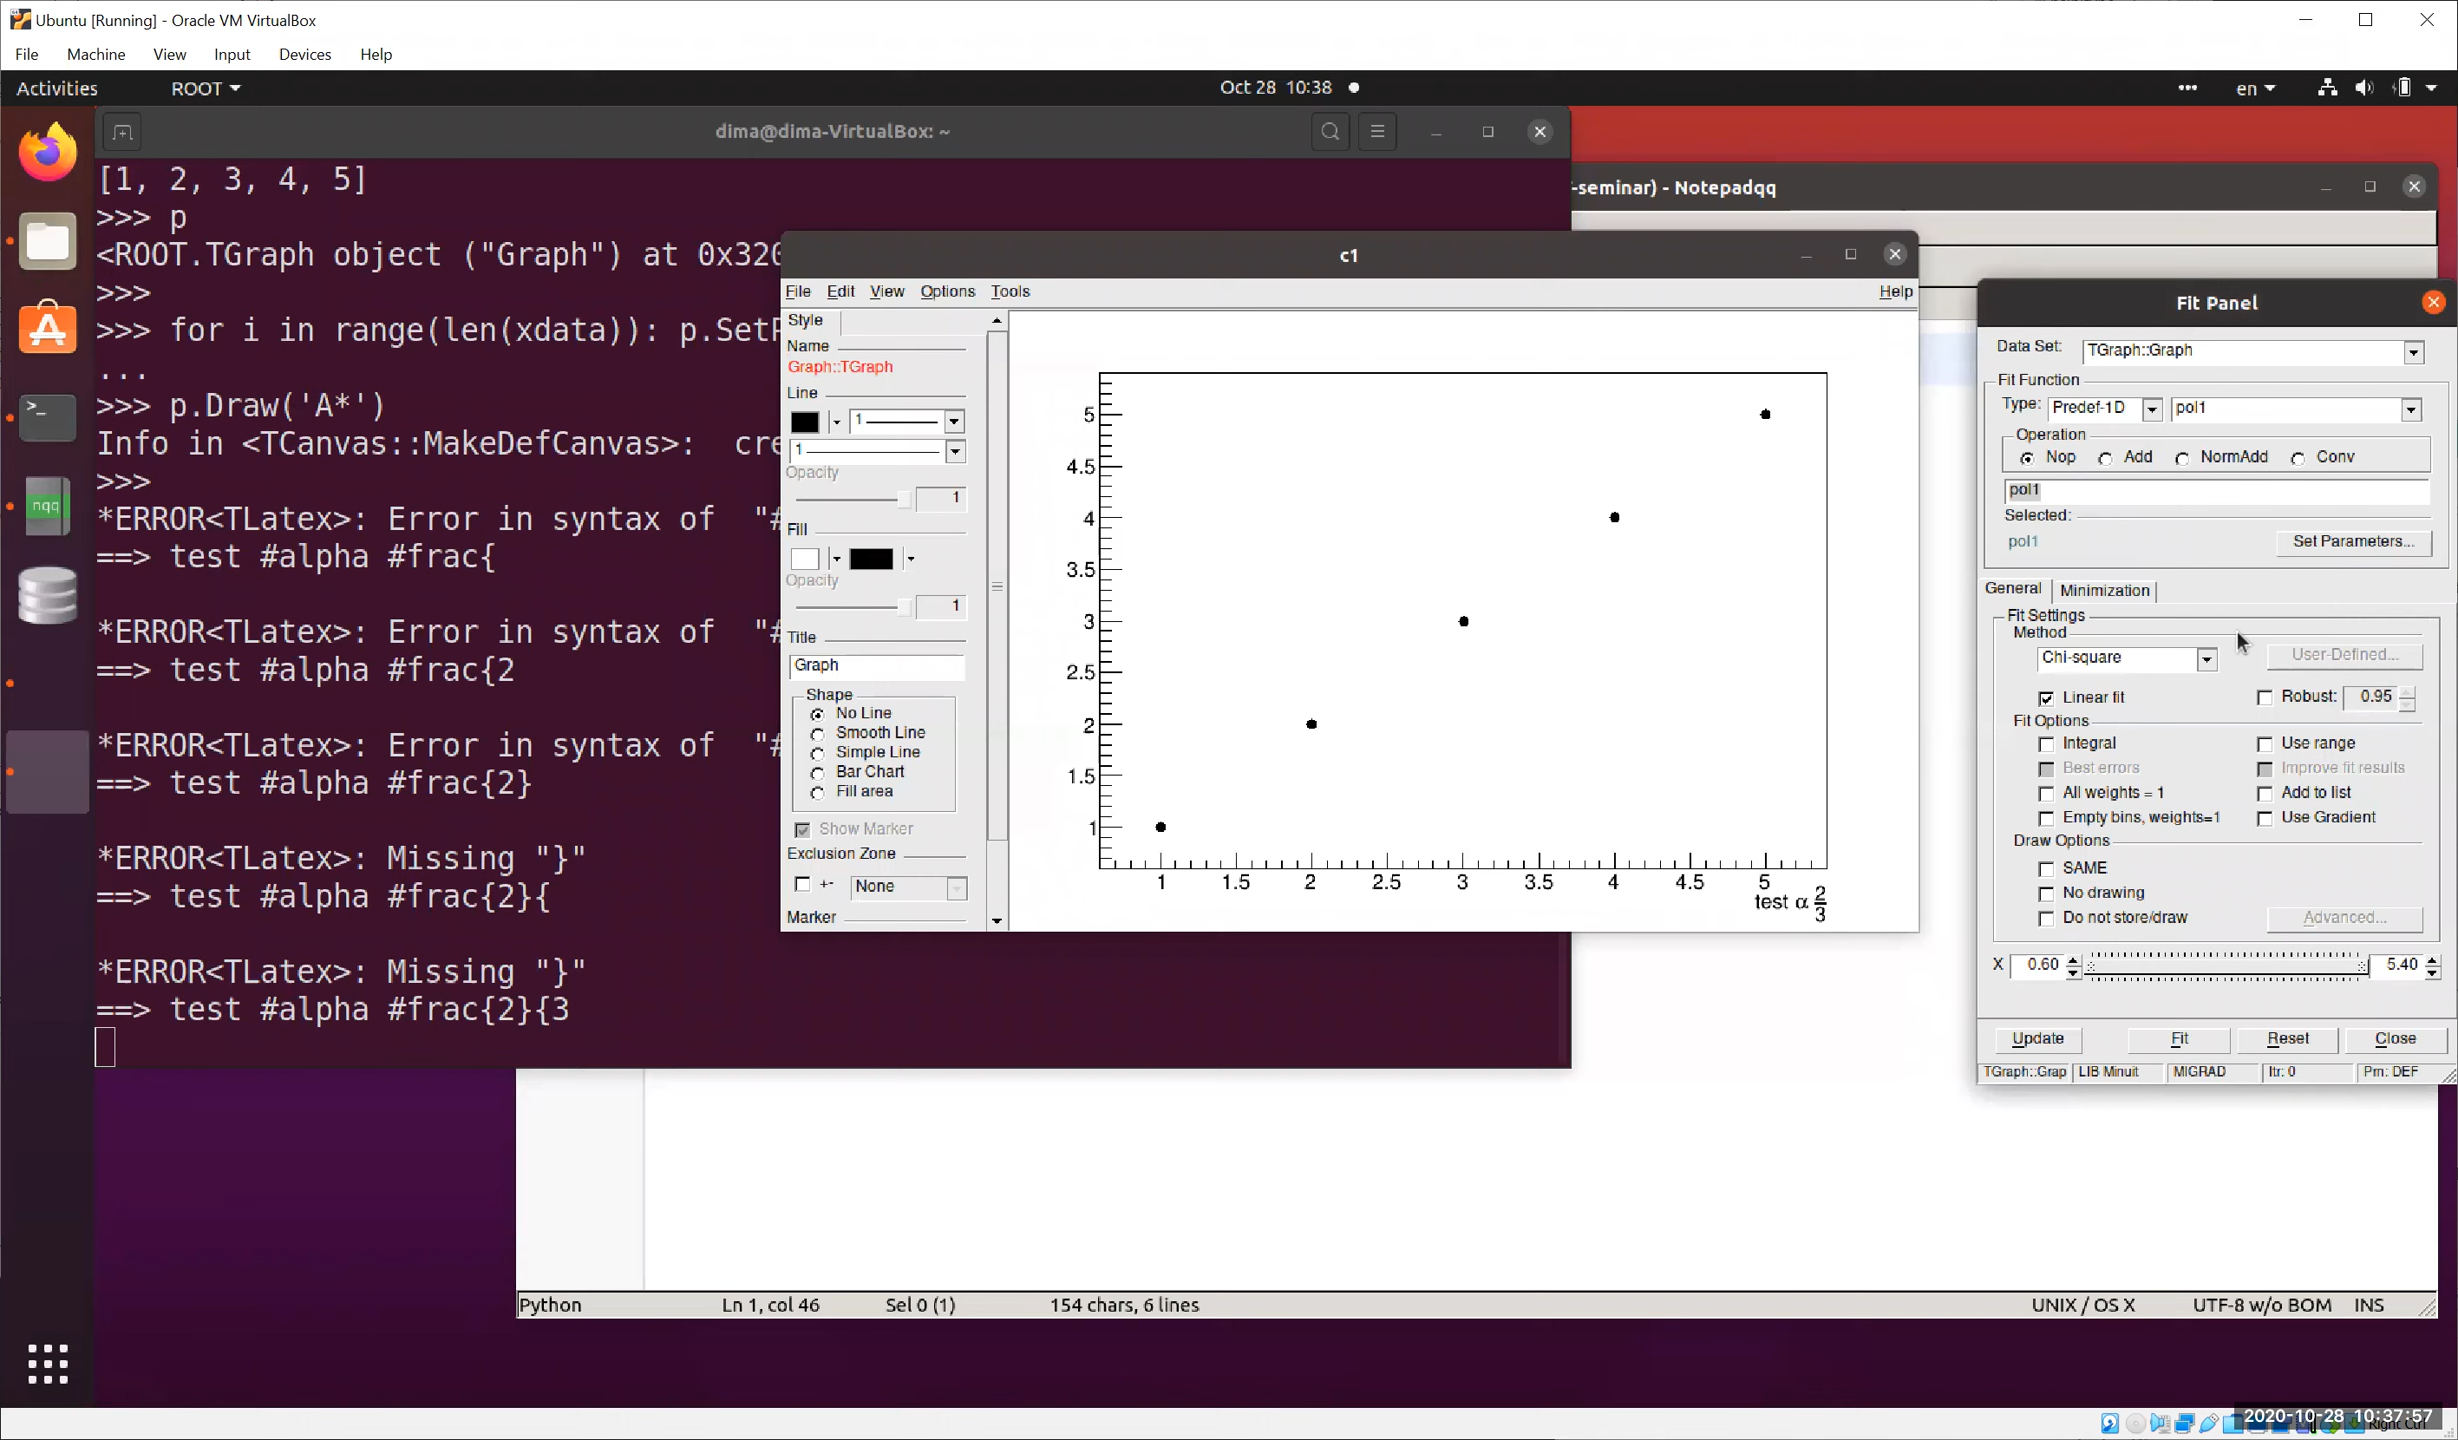 Ubuntu [Running] - Oracle VM VirtualBox
File Machine View Input Devices Help
Activities ROOT Oct 28 10:38 en
dima@dima-VirtualBox: ~
[1, 2, 3, 4, 5]
>>> p
<ROOT.TGraph object ("Graph") at 0x320
>>>
>>> for i in range(len(xdata)): p.Set
...
>>> p.Draw('A*')
Info in <TCanvas::MakeDefCanvas>: cre
>>>
*ERROR<TLatex>: Error in syntax of "#
==> test #alpha #frac{
*ERROR<TLatex>: Error in syntax of "#
==> test #alpha #frac{2
*ERROR<TLatex>: Error in syntax of "#
==> test #alpha #frac{2}
*ERROR<TLatex>: Missing "}"
==> test #alpha #frac{2}{
*ERROR<TLatex>: Missing "}"
==> test #alpha #frac{2}{3
nqq
-seminar) - Notepadqq
c1
File Edit View Options Tools Help
Style
Name
Graph::TGraph
Line
1
1
Opacity
1
Fill
Opacity
1
Title
Graph
Shape
No Line
Smooth Line
Simple Line
Bar Chart
Fill area
Show Marker
Exclusion Zone
+- None
Marker
5
4.5
4
3.5
3
2.5
2
1.5
1
1 1.5 2 2.5 3 3.5 4 4.5 5
test α 2
3
Fit Panel
Data Set: TGraph::Graph
Fit Function
Type: Predef-1D pol1
Operation
Nop Add NormAdd Conv
pol1
Selected:
pol1 Set Parameters...
General Minimization
Fit Settings
Method
Chi-square User-Defined...
Linear fit Robust: 0.95
Fit Options
Integral Use range
Best errors Improve fit results
All weights = 1 Add to list
Empty bins, weights=1 Use Gradient
Draw Options
SAME
No drawing
Do not store/draw Advanced...
X 0.60 5.40
Update Fit Reset Close
TGraph::Grap LIB Minuit MIGRAD Itr: 0 Prn: DEF
Python Ln 1, col 46 Sel 0 (1) 154 chars, 6 lines UNIX / OS X UTF-8 w/o BOM INS
2020-10-28 10:37:57
Right Ctrl